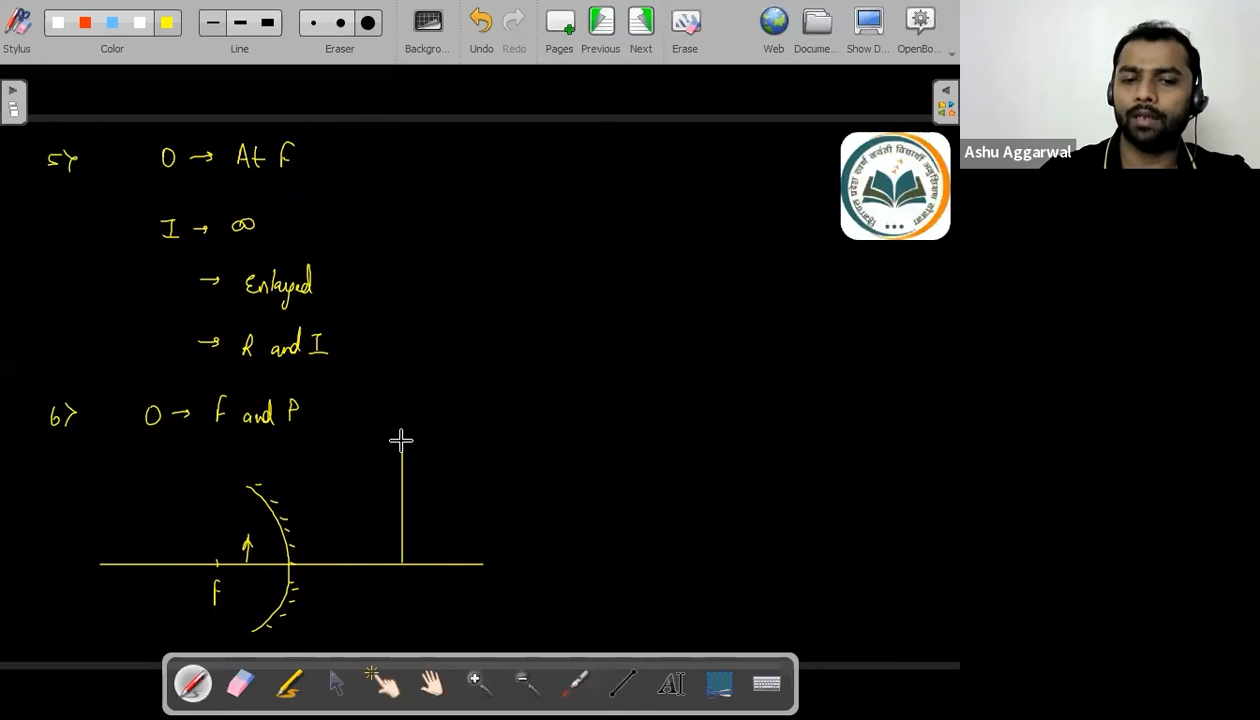 Stylus
Color
Line
Eraser
Backgro...
Undo
Redo
Pages
Previous
Next
Erase
Web
Docume...
Show D...
OpenBo...
Ashu Aggarwal
5> O → At F
I → ∞
→ Enlarged
→ R and I
6> O → F and P
F
AI